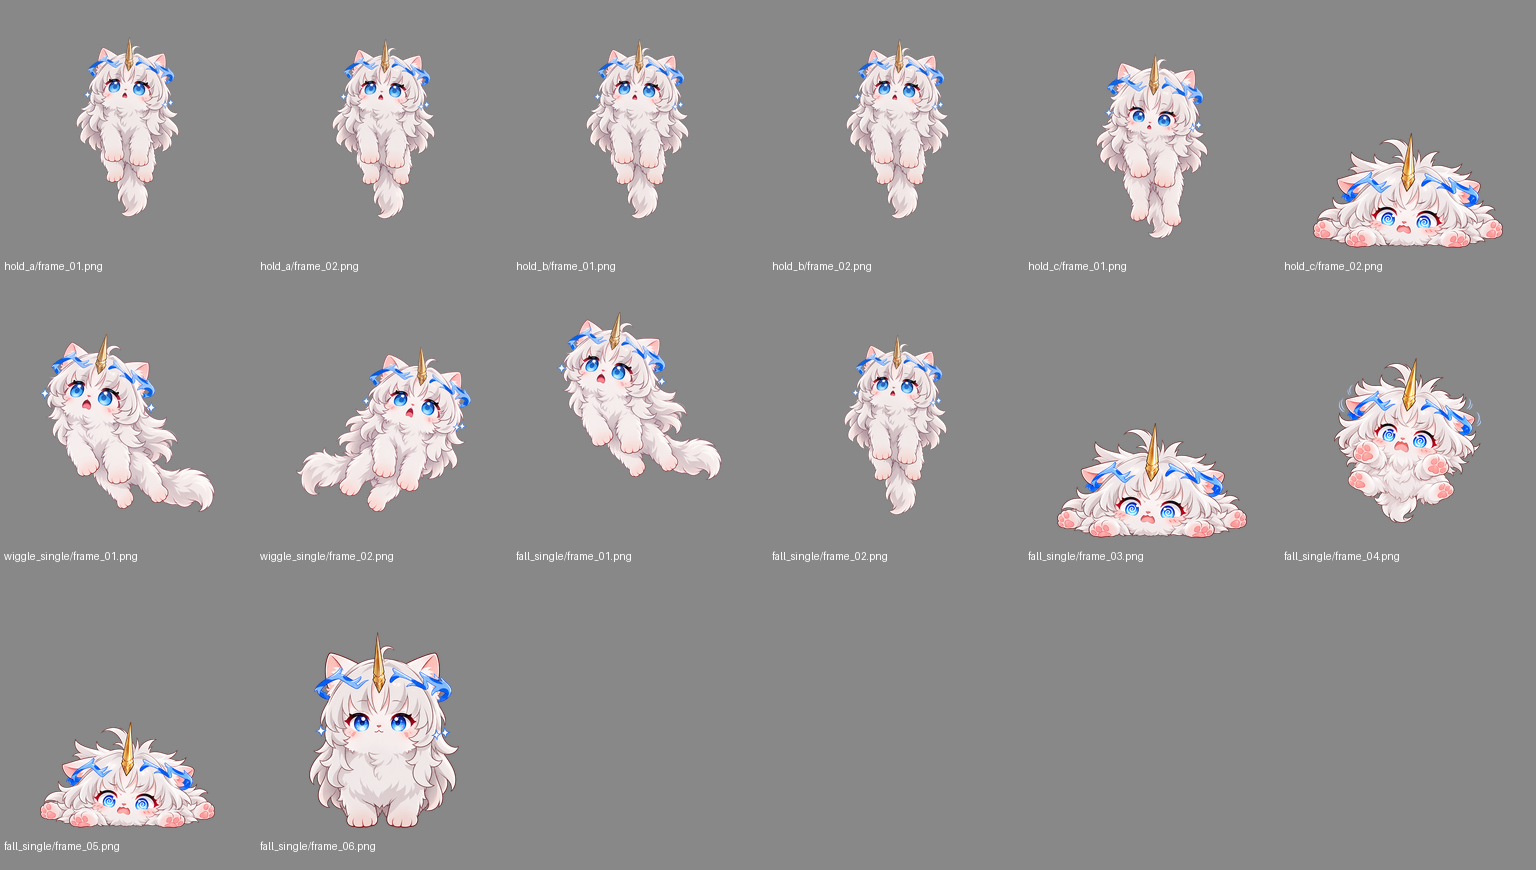 hold_a/frame_01.png
hold_a/frame_02.png
hold_b/frame_01.png
hold_b/frame_02.png
hold_c/frame_01.png
hold_c/frame_02.png
wiggle_single/frame_01.png
wiggle_single/frame_02.png
fall_single/frame_01.png
fall_single/frame_02.png
fall_single/frame_03.png
fall_single/frame_04.png
fall_single/frame_05.png
fall_single/frame_06.png